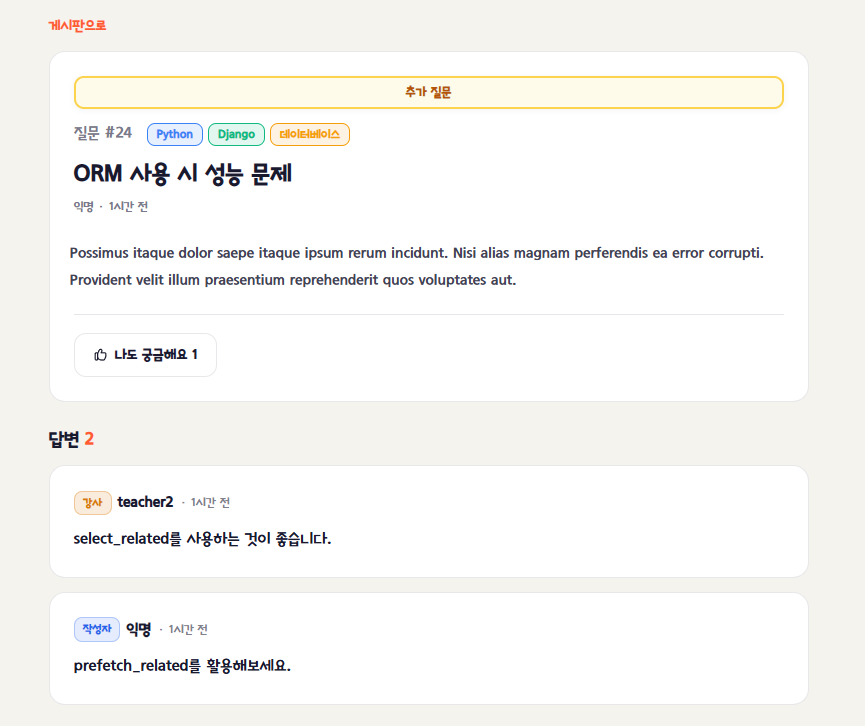 게시판으로
추가 질문
질문 #24 Python Django 데이터베이스
ORM 사용 시 성능 문제
익명 · 1시간 전
Possimus itaque dolor saepe itaque ipsum rerum incidunt. Nisi alias magnam perferendis ea error corrupti.
Provident velit illum praesentium reprehenderit quos voluptates aut.
나도 궁금해요 1
답변 2
강사 teacher2 · 1시간 전
select_related를 사용하는 것이 좋습니다.
작성자 익명 · 1시간 전
prefetch_related를 활용해보세요.